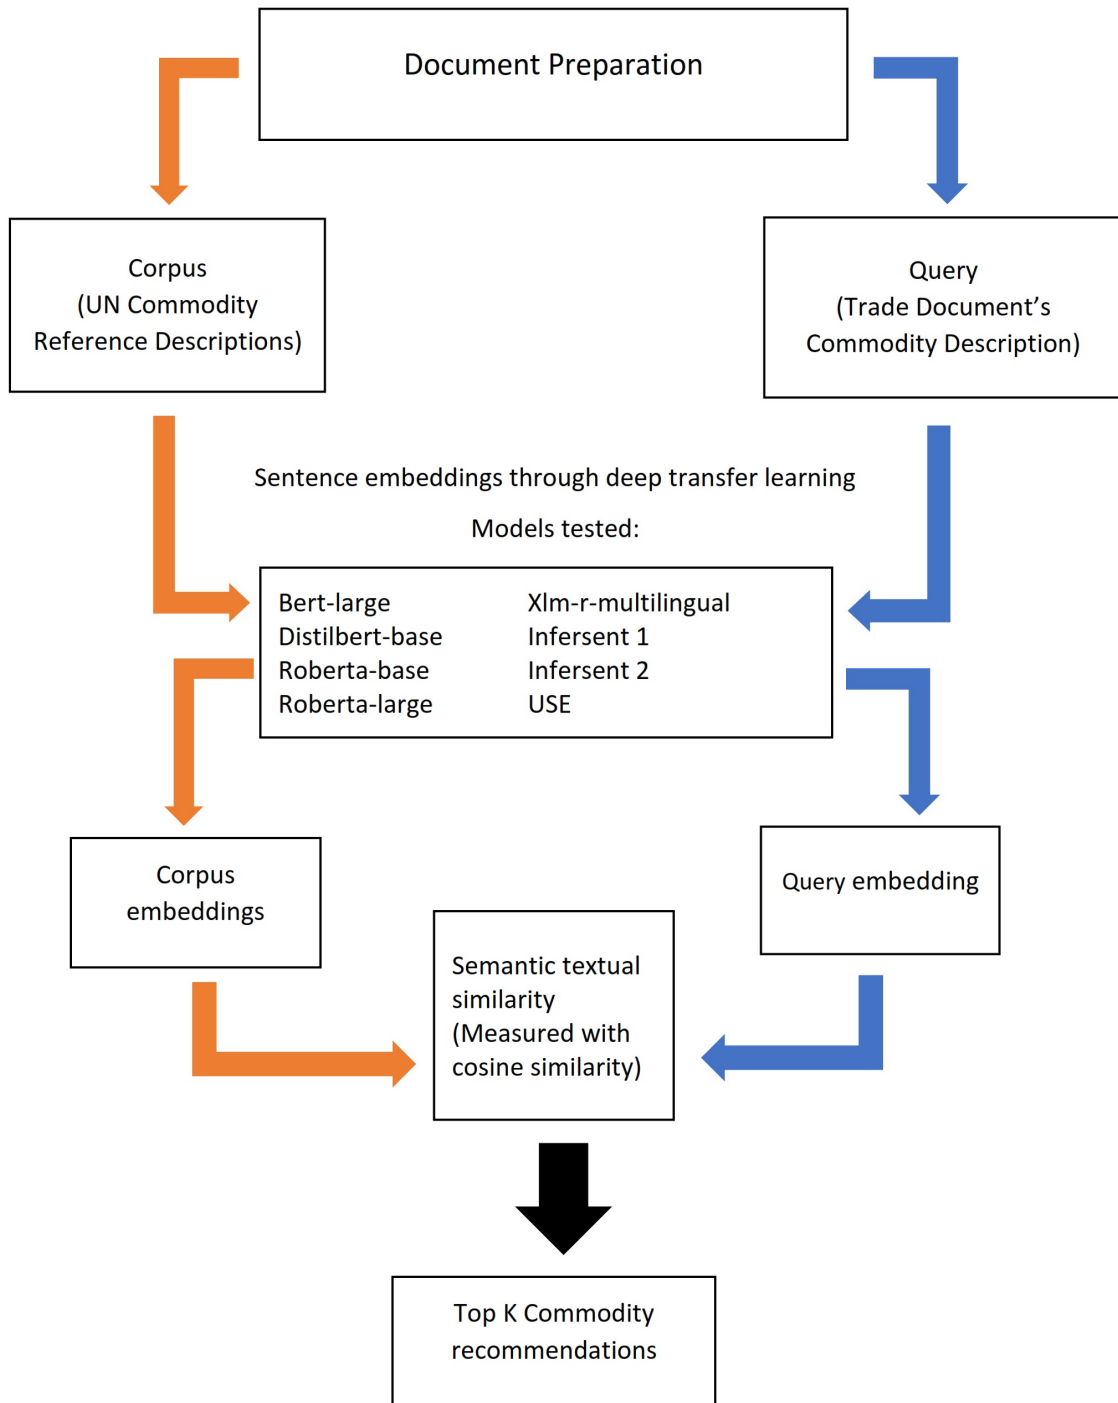 Document Preparation
Corpus
(UN Commodity
Reference Descriptions)
Query
(Trade Document’s
Commodity Description)
Sentence embeddings through deep transfer learning
Models tested:
Bert-large
Distilbert-base
Roberta-base
Roberta-large
Xlm-r-multilingual
Infersent 1
Infersent 2
USE
Corpus
embeddings
Query embedding
Semantic textual
similarity
(Measured with
cosine similarity)
Top K Commodity
recommendations